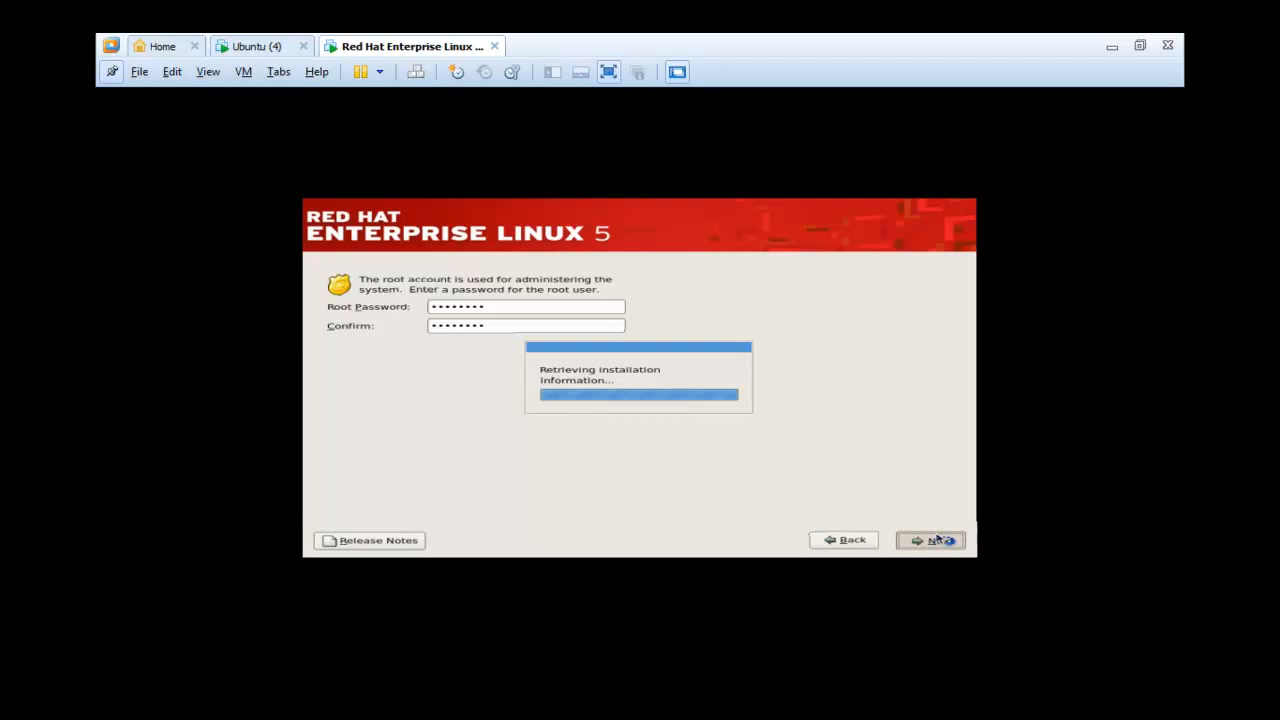 Home
Ubuntu (4)
Red Hat Enterprise Linux ...
File Edit View VM Tabs Help
RED HAT
ENTERPRISE LINUX 5
The root account is used for administering the
system. Enter a password for the root user.
Root Password: ••••••••
Confirm: ••••••••
Retrieving installation
information...
Release Notes
Back